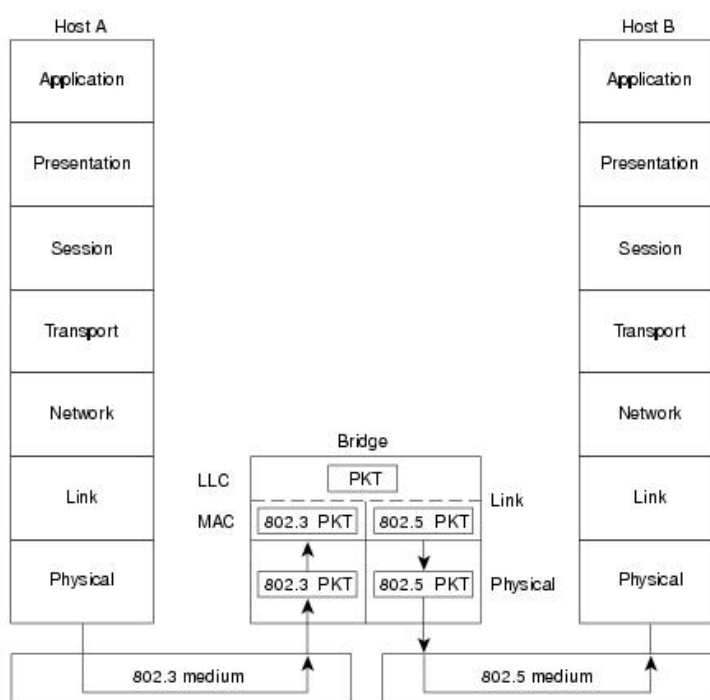 Host A
Application
Presentation
Session
Transport
Network
Link
Physical
Host B
Application
Presentation
Session
Transport
Network
Link
Physical
Bridge
LLC
PKT
Link
MAC
802.3 PKT
802.5 PKT
802.3 PKT
802.5 PKT
Physical
802.3 medium
802.5 medium